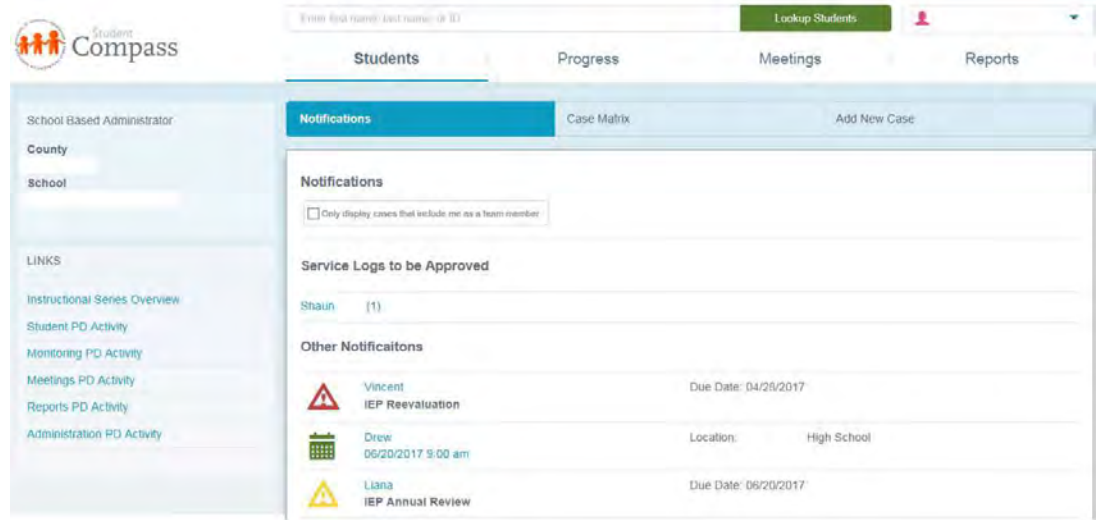 Student
Compass
Enter first name, last name, or ID
Lookup Students
Students
Progress
Meetings
Reports
School Based Administrator
County
School
LINKS
Instructional Series Overview
Student PD Activity
Monitoring PD Activity
Meetings PD Activity
Reports PD Activity
Administration PD Activity
Notifications
Case Matrix
Add New Case
Notifications
Only display cases that include me as a team member
Service Logs to be Approved
Shaun (1)
Other Notificaitons
Vincent Due Date: 04/28/2017
IEP Reevaluation
Drew Location: High School
06/20/2017 9:00 am
Liana Due Date: 06/20/2017
IEP Annual Review